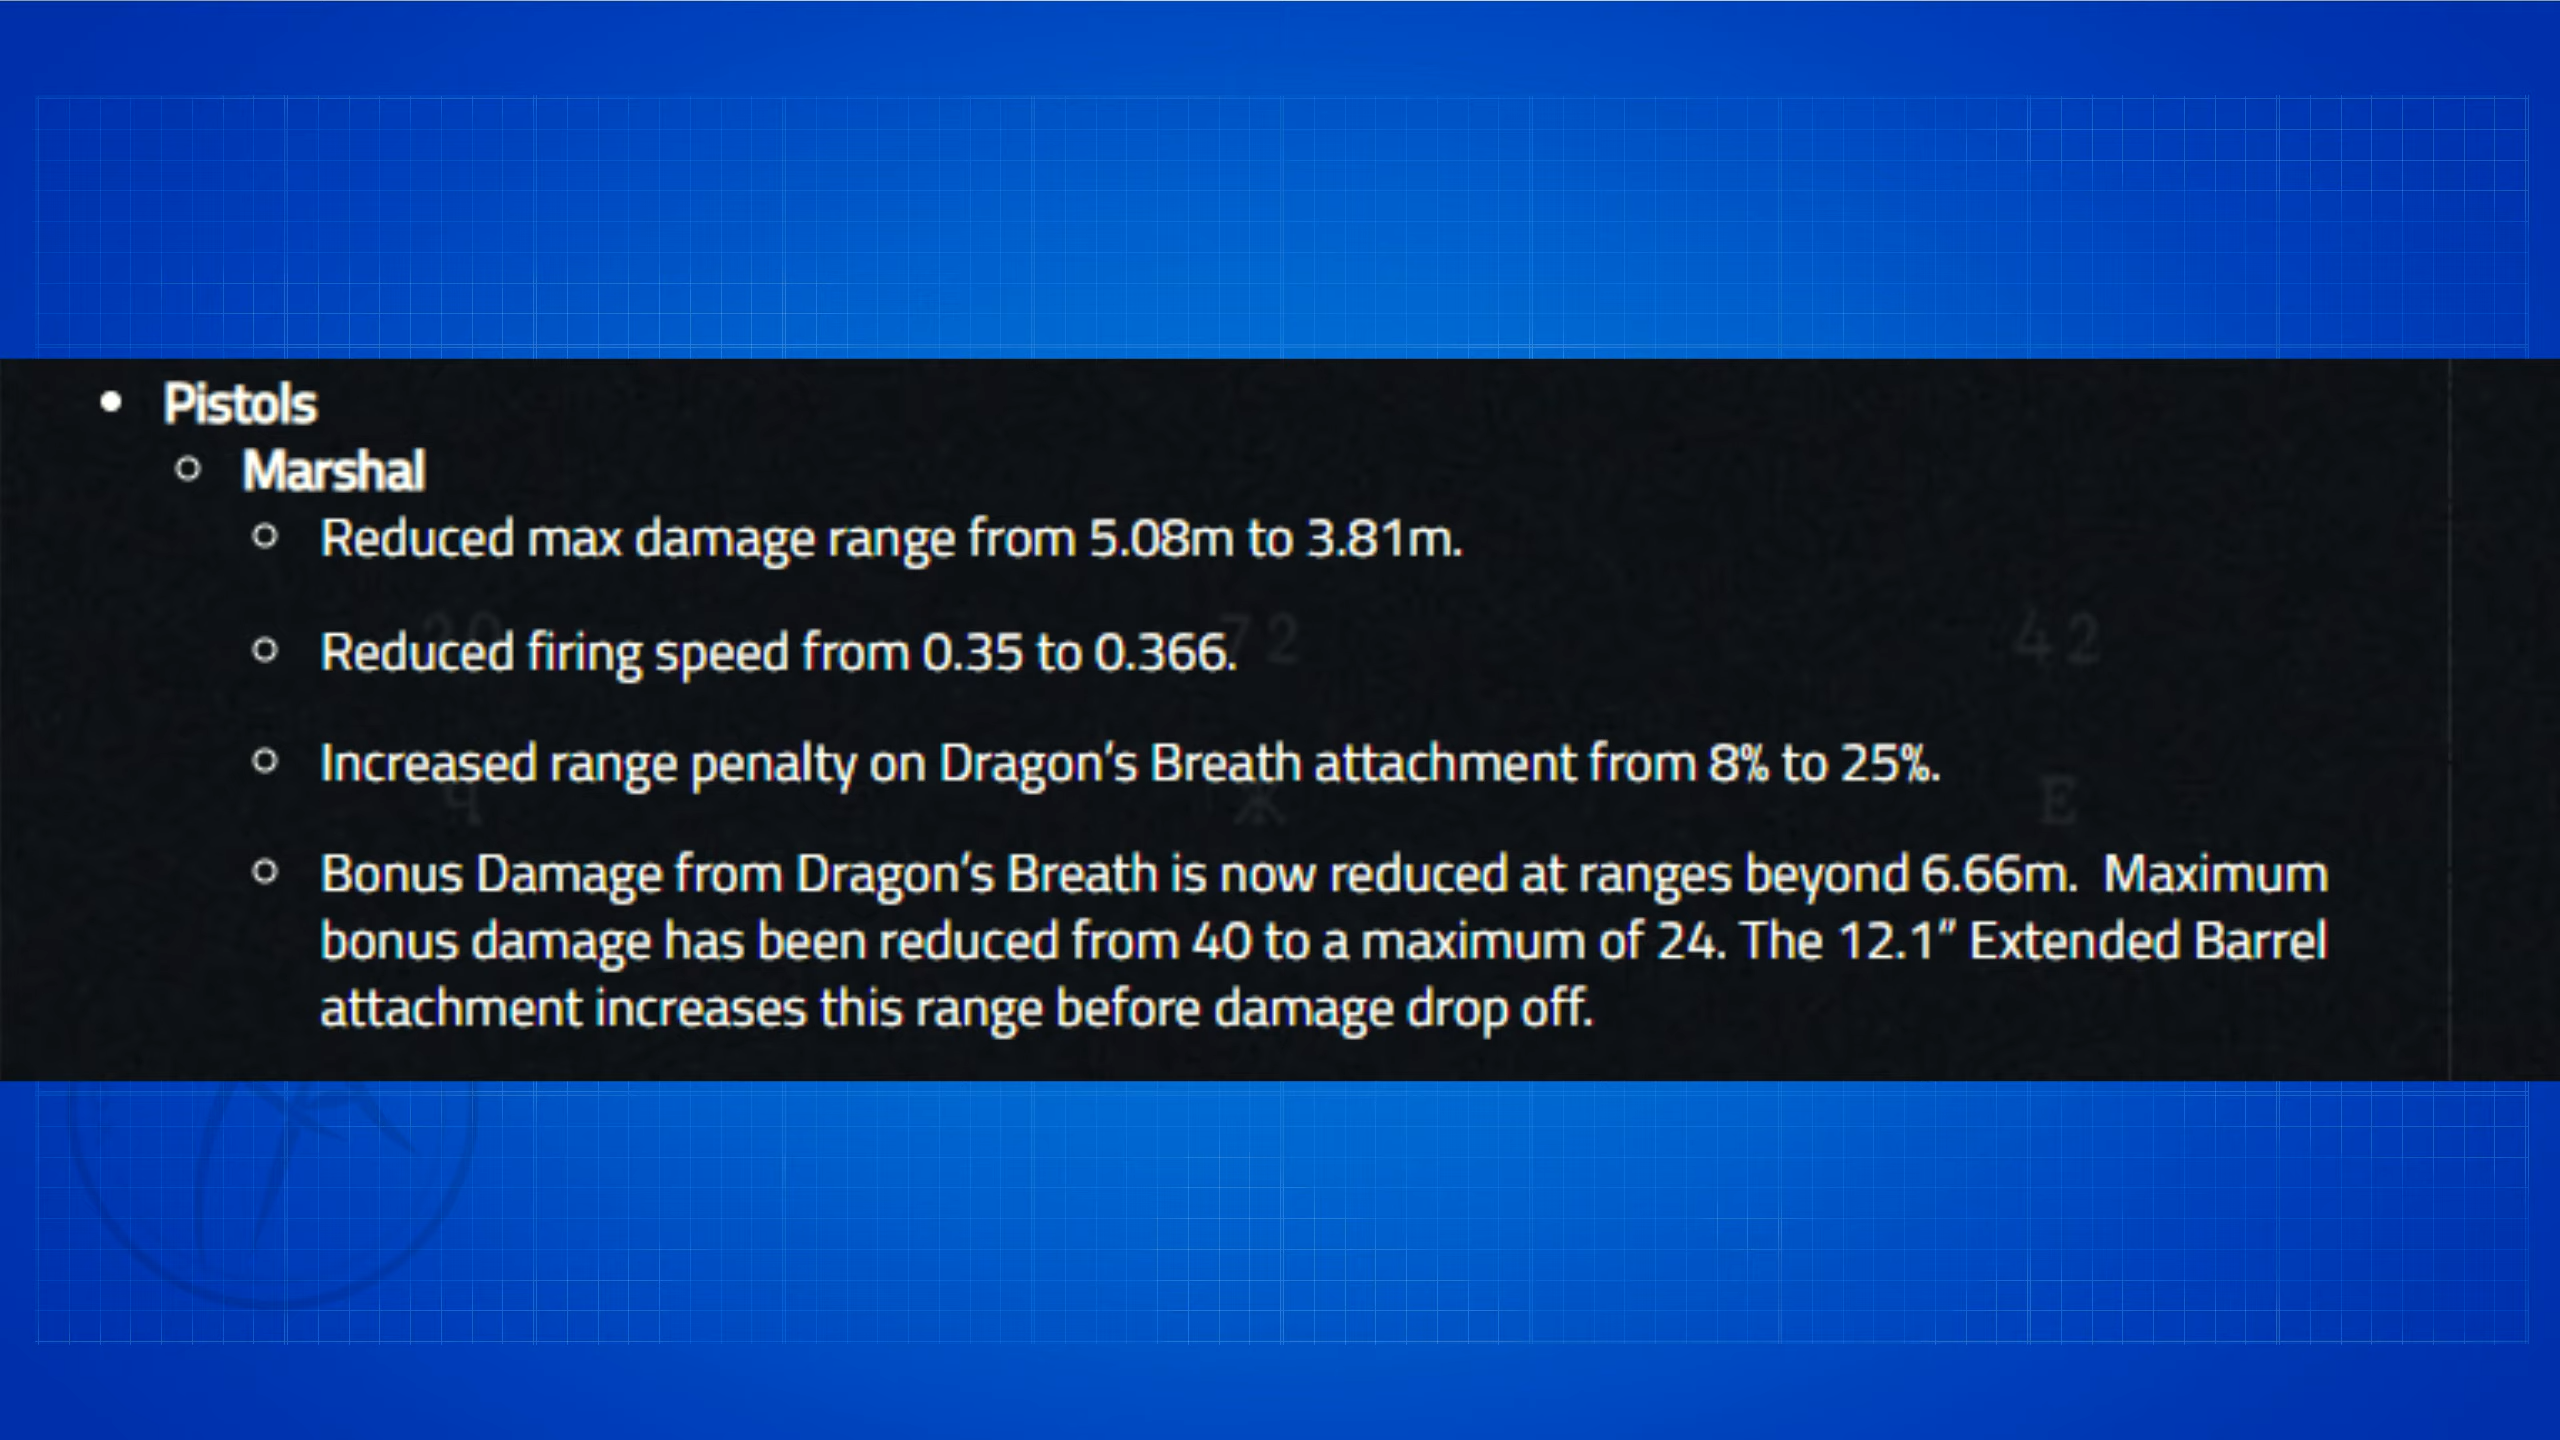 • Pistols
○ Marshal
○ Reduced max damage range from 5.08m to 3.81m.
○ Reduced firing speed from 0.35 to 0.366.
72
42
○ Increased range penalty on Dragon’s Breath attachment from 8% to 25%.
Ч
Ж
Е
○ Bonus Damage from Dragon’s Breath is now reduced at ranges beyond 6.66m. Maximum
bonus damage has been reduced from 40 to a maximum of 24. The 12.1” Extended Barrel
attachment increases this range before damage drop off.